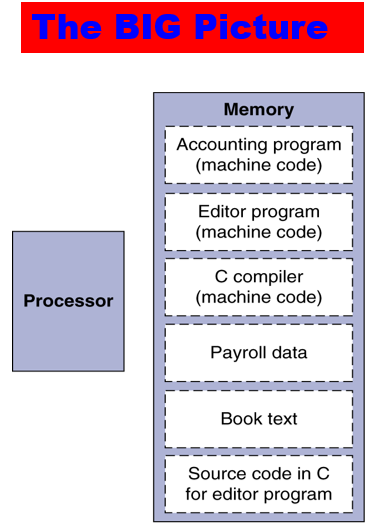 The BIG Picture
Memory
Accounting program
(machine code)
Editor program
(machine code)
C compiler
(machine code)
Processor
Payroll data
Book text
Source code in C
for editor program